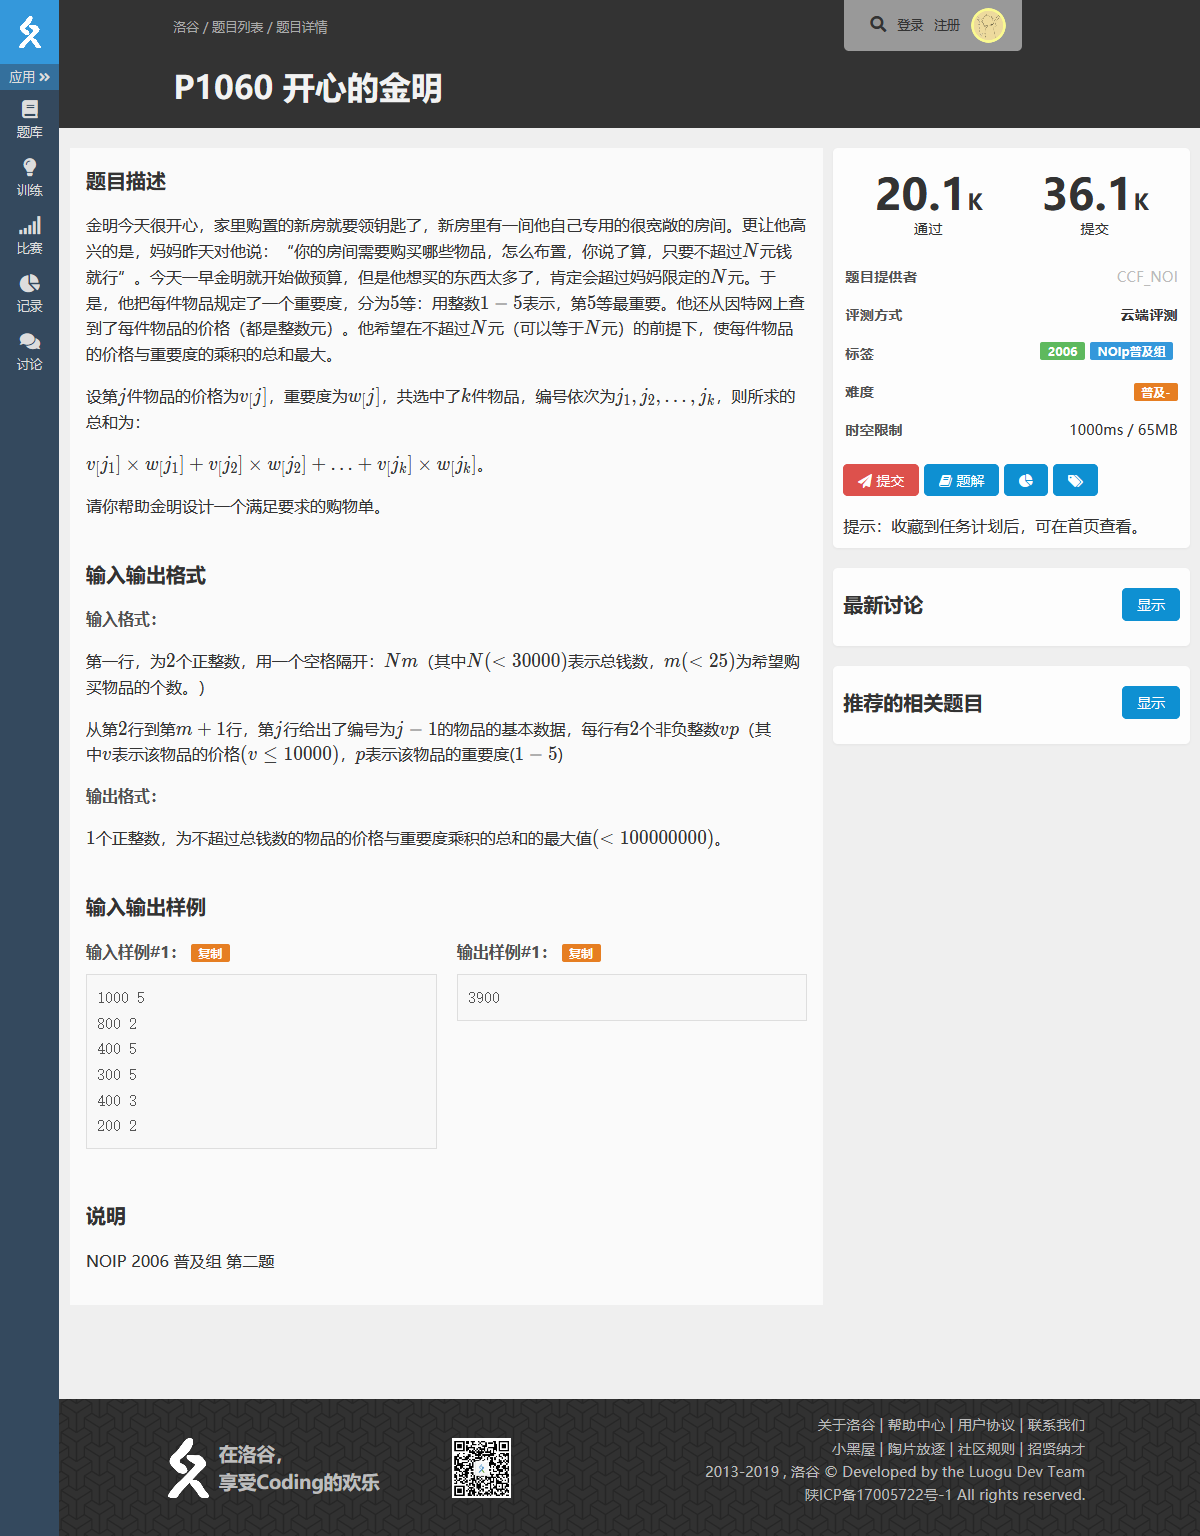 应用
题库
训练
比赛
记录
讨论
洛谷 / 题目列表 / 题目详情
登录 注册
P1060 开心的金明
题目描述
金明今天很开心，家里购置的新房就要领钥匙了，新房里有一间他自己专用的很宽敞的房间。更让他高
兴的是，妈妈昨天对他说：“你的房间需要购买哪些物品，怎么布置，你说了算，只要不超过N元钱
就行”。今天一早金明就开始做预算，但是他想买的东西太多了，肯定会超过妈妈限定的N元。于
是，他把每件物品规定了一个重要度，分为5等：用整数1−5表示，第5等最重要。他还从因特网上查
到了每件物品的价格（都是整数元）。他希望在不超过N元（可以等于N元）的前提下，使每件物品
的价格与重要度的乘积的总和最大。
设第j件物品的价格为v[j]，重要度为w[j]，共选中了k件物品，编号依次为j₁,j₂,…,jₖ，则所求的
总和为：
v[j₁]×w[j₁]+v[j₂]×w[j₂]+…+v[jₖ]×w[jₖ]。
请你帮助金明设计一个满足要求的购物单。
输入输出格式
输入格式：
第一行，为2个正整数，用一个空格隔开：Nm（其中N(<30000)表示总钱数，m(<25)为希望购
买物品的个数。）
从第2行到第m+1行，第j行给出了编号为j−1的物品的基本数据，每行有2个非负整数vp（其
中v表示该物品的价格(v≤10000)，p表示该物品的重要度(1−5)
输出格式：
1个正整数，为不超过总钱数的物品的价格与重要度乘积的总和的最大值(<100000000)。
输入输出样例
输入样例#1： 复制
1000 5
800 2
400 5
300 5
400 3
200 2
输出样例#1： 复制
3900
说明
NOIP 2006 普及组 第二题
20.1K 36.1K
通过 提交
题目提供者 CCF_NOI
评测方式 云端评测
标签 2006 NOIp普及组
难度 普及-
时空限制 1000ms / 65MB
提交 题解
提示：收藏到任务计划后，可在首页查看。
最新讨论 显示
推荐的相关题目 显示
在洛谷，
享受Coding的欢乐
关于洛谷 | 帮助中心 | 用户协议 | 联系我们
小黑屋 | 陶片放逐 | 社区规则 | 招贤纳才
2013-2019 , 洛谷 © Developed by the Luogu Dev Team
陕ICP备17005722号-1 All rights reserved.